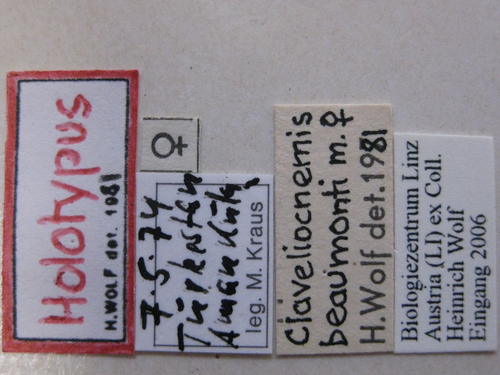 Holotypus
H. WOLF det. 1981
♀
7.5.74
Türkostan
leg. M. Kraus
Claveliocnemis
beaumonti m. ♀
H. Wolf det. 1981
Biologiezentrum Linz
Austria (LI) ex Coll.
Heinrich Wolf
Eingang 2006